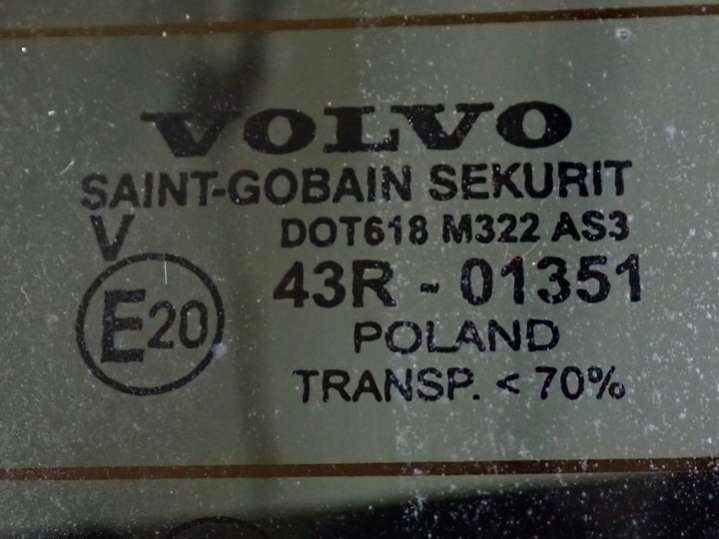 VOLVO
SAINT-GOBAIN SEKURIT
V DOT618 M322 AS3
E20 43R - 01351
POLAND
TRANSP. < 70%